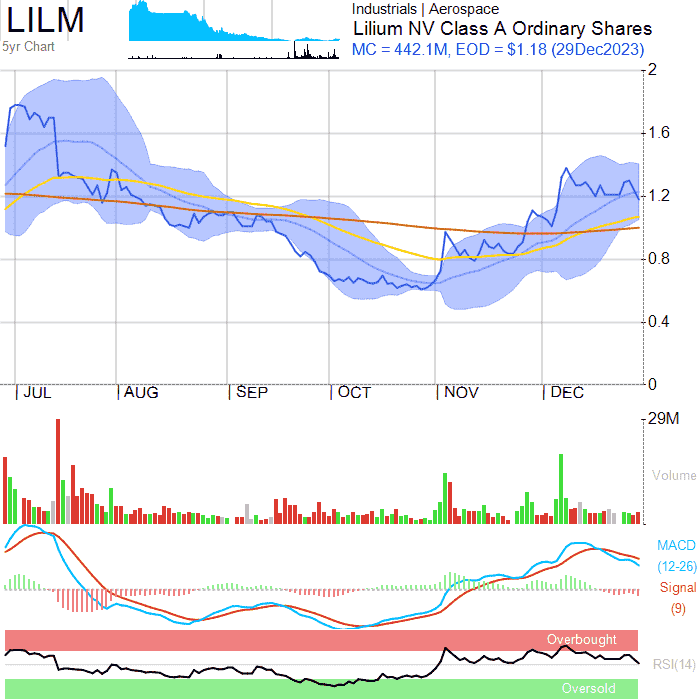 LILM
5yr Chart
Industrials | Aerospace
Lilium NV Class A Ordinary Shares
MC = 442.1M, EOD = $1.18 (29Dec2023)
2
1.6
1.2
0.8
0.4
0
JUL AUG SEP OCT NOV DEC
29M
Volume
MACD
(12-26)
Signal
(9)
Overbought
RSI(14)
Oversold